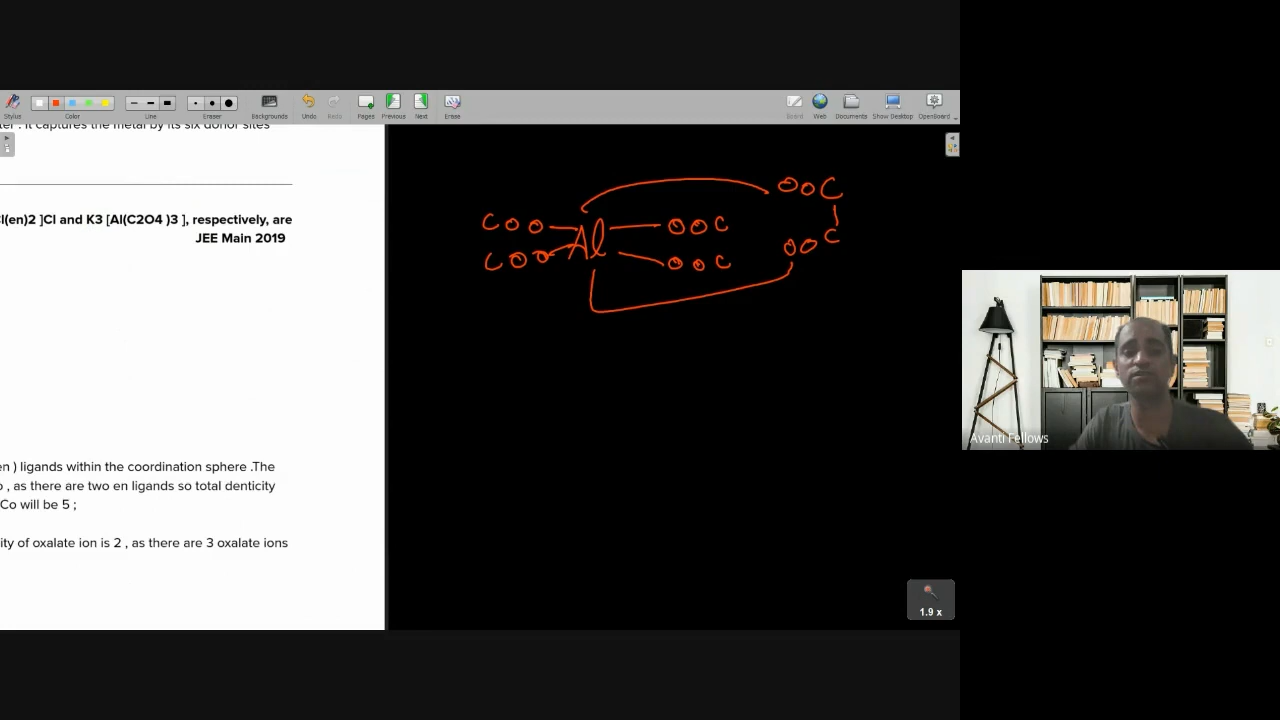 Stylus Color Line Eraser Backgrounds Undo Redo Pages Previous Next Erase Board Web Documents Show Desktop OpenBoard
it captures the metal by its six donor sites
l(en)2 ]Cl and K3 [Al(C2O4 )3 ], respectively, are
JEE Main 2019
en ) ligands within the coordination sphere .The
, as there are two en ligands so total denticity
Co will be 5 ;
ity of oxalate ion is 2 , as there are 3 oxalate ions
OOC
COO Al OOC
C
COO OOC
OO
Avanti Fellows
1.9 x